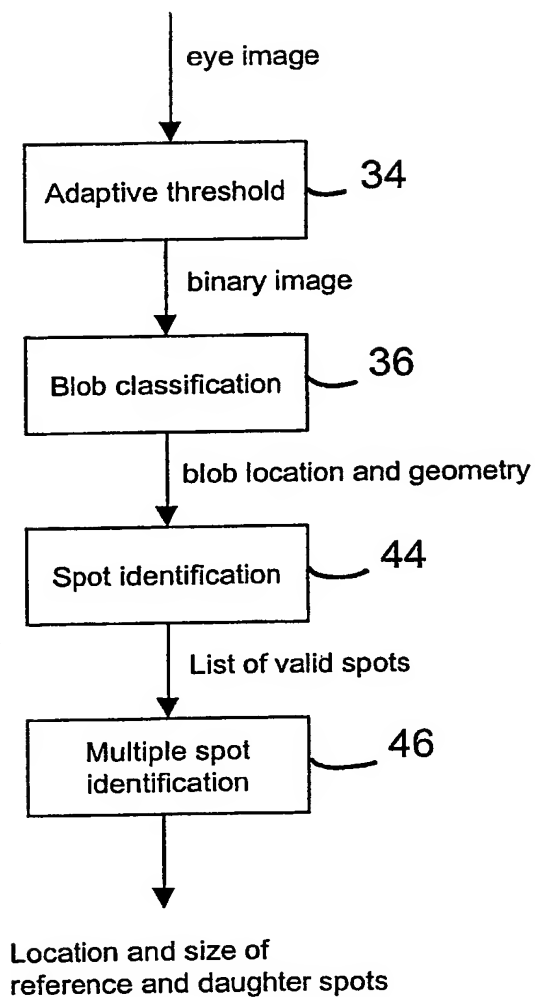 eye image
Adaptive threshold
34
binary image
Blob classification
36
blob location and geometry
Spot identification
44
List of valid spots
Multiple spot
identification
46
Location and size of
reference and daughter spots